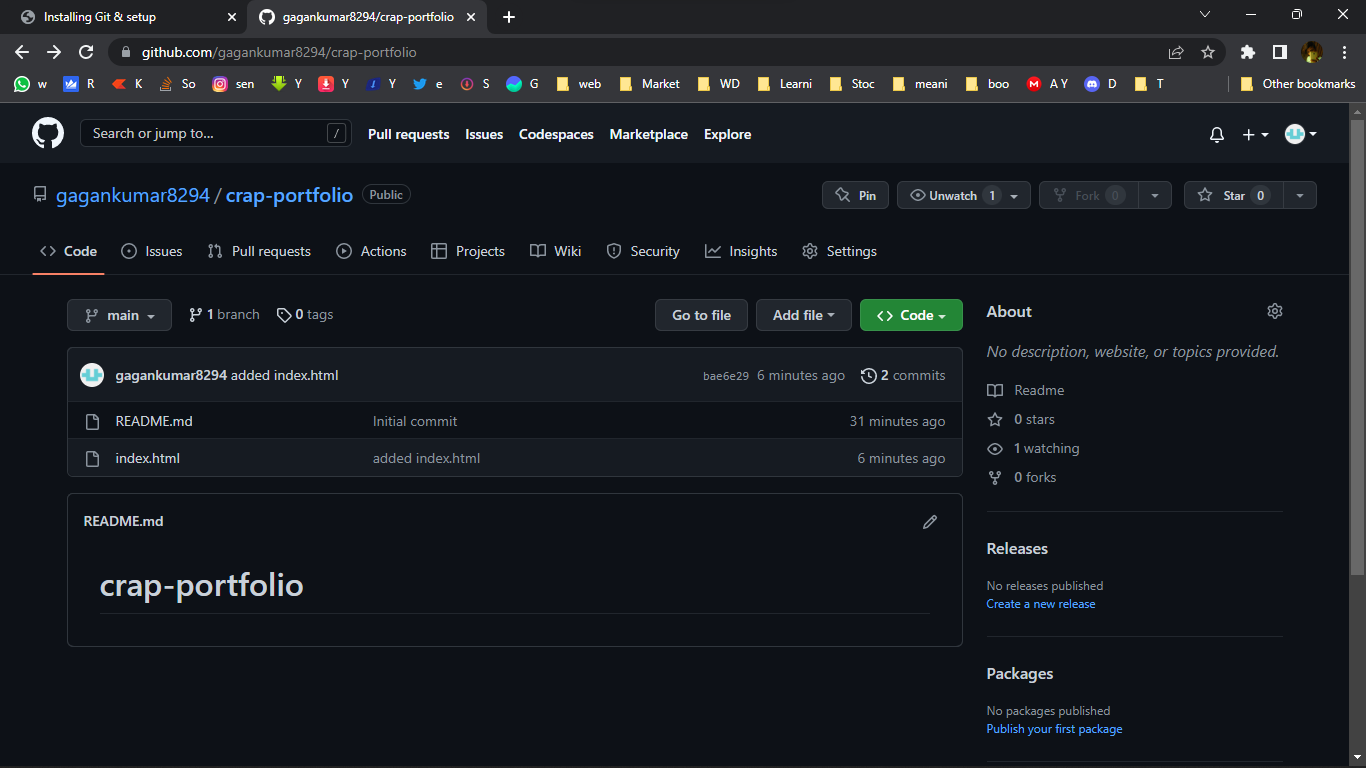 Installing Git & setup
gagankumar8294/crap-portfolio
github.com/gagankumar8294/crap-portfolio
w R K So sen Y Y Y e S G web Market WD Learni Stoc meani boo A Y D T Other bookmarks
Search or jump to... / Pull requests Issues Codespaces Marketplace Explore
gagankumar8294 / crap-portfolio Public Pin Unwatch 1 Fork 0 Star 0
Code Issues Pull requests Actions Projects Wiki Security Insights Settings
main 1 branch 0 tags Go to file Add file Code
gagankumar8294 added index.html bae6e29 6 minutes ago 2 commits
README.md Initial commit 31 minutes ago
index.html added index.html 6 minutes ago
README.md
crap-portfolio
About
No description, website, or topics provided.
Readme
0 stars
1 watching
0 forks
Releases
No releases published
Create a new release
Packages
No packages published
Publish your first package